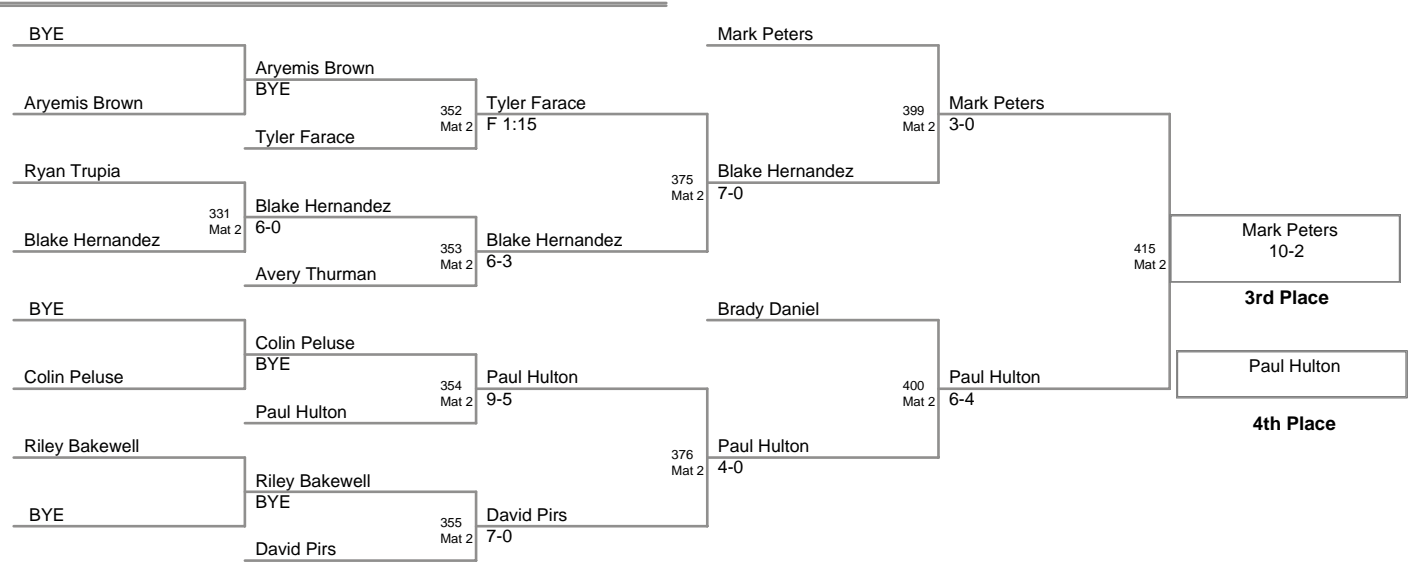 BYE
Mark Peters
Aryemis Brown
BYE
Aryemis Brown
352
Mat 2
Tyler Farace
F 1:15
399
Mat 2
Mark Peters
3-0
Tyler Farace
Ryan Trupia
375
Mat 2
Blake Hernandez
7-0
331
Mat 2
Blake Hernandez
6-0
Blake Hernandez
353
Mat 2
Blake Hernandez
6-3
415
Mat 2
Mark Peters
10-2
Avery Thurman
3rd Place
BYE
Brady Daniel
Colin Peluse
BYE
Colin Peluse
354
Mat 2
Paul Hulton
9-5
400
Mat 2
Paul Hulton
6-4
Paul Hulton
Paul Hulton
4th Place
Riley Bakewell
376
Mat 2
Paul Hulton
4-0
Riley Bakewell
BYE
BYE
355
Mat 2
David Pirs
7-0
David Pirs